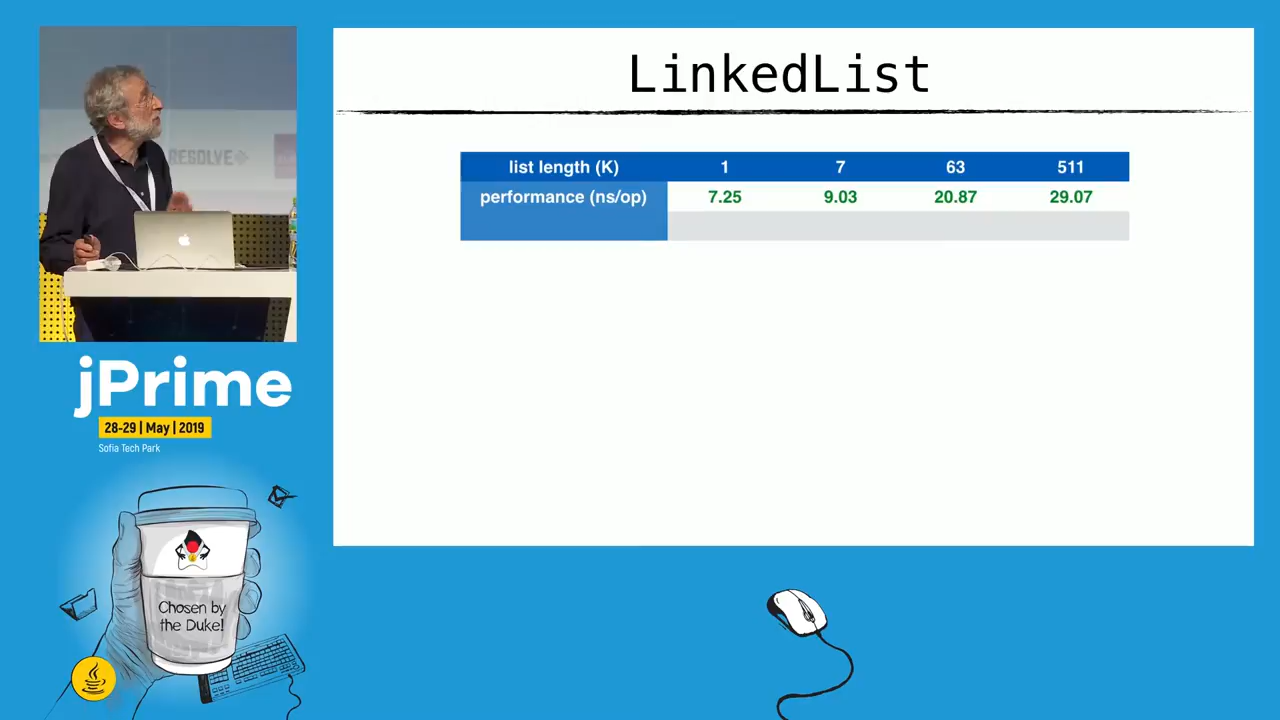 LinkedList
list length (K) 1 7 63 511
performance (ns/op) 7.25 9.03 20.87 29.07
RESOLVE
jPrime
28-29 | May | 2019
Sofia Tech Park
Chosen by
the Duke!